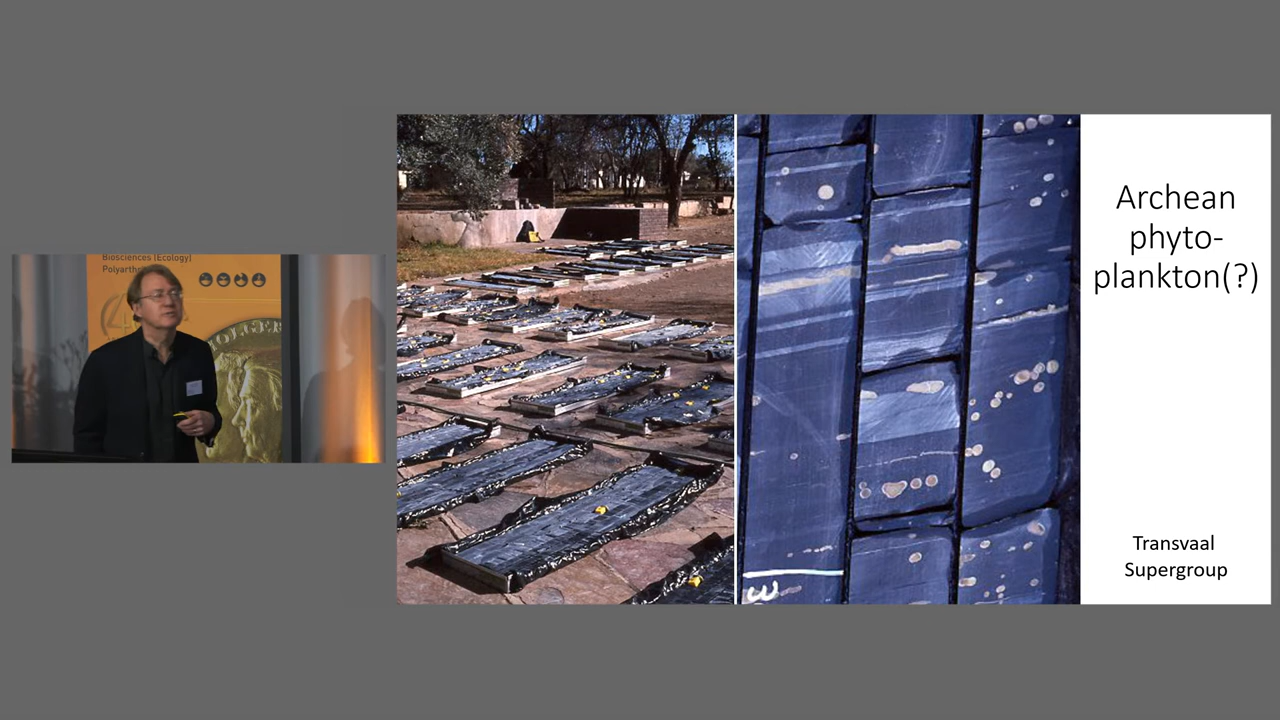 Biosciences (Ecology)
Archean
phyto-
plankton(?)
Transvaal
Supergroup